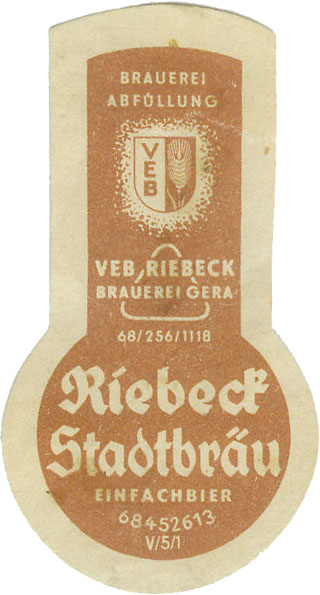 BRAUEREI
ABFÜLLUNG
VEB
VEB RIEBECK
BRAUEREI GERA
68/256/1118
Riebeck
Stadtbräu
EINFACHBIER
68452613
V/5/1